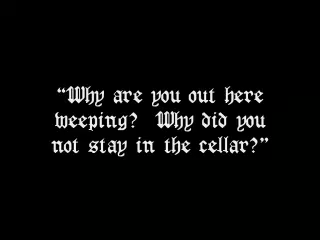 “Why are you out here
weeping?  Why did you
not stay in the cellar?”